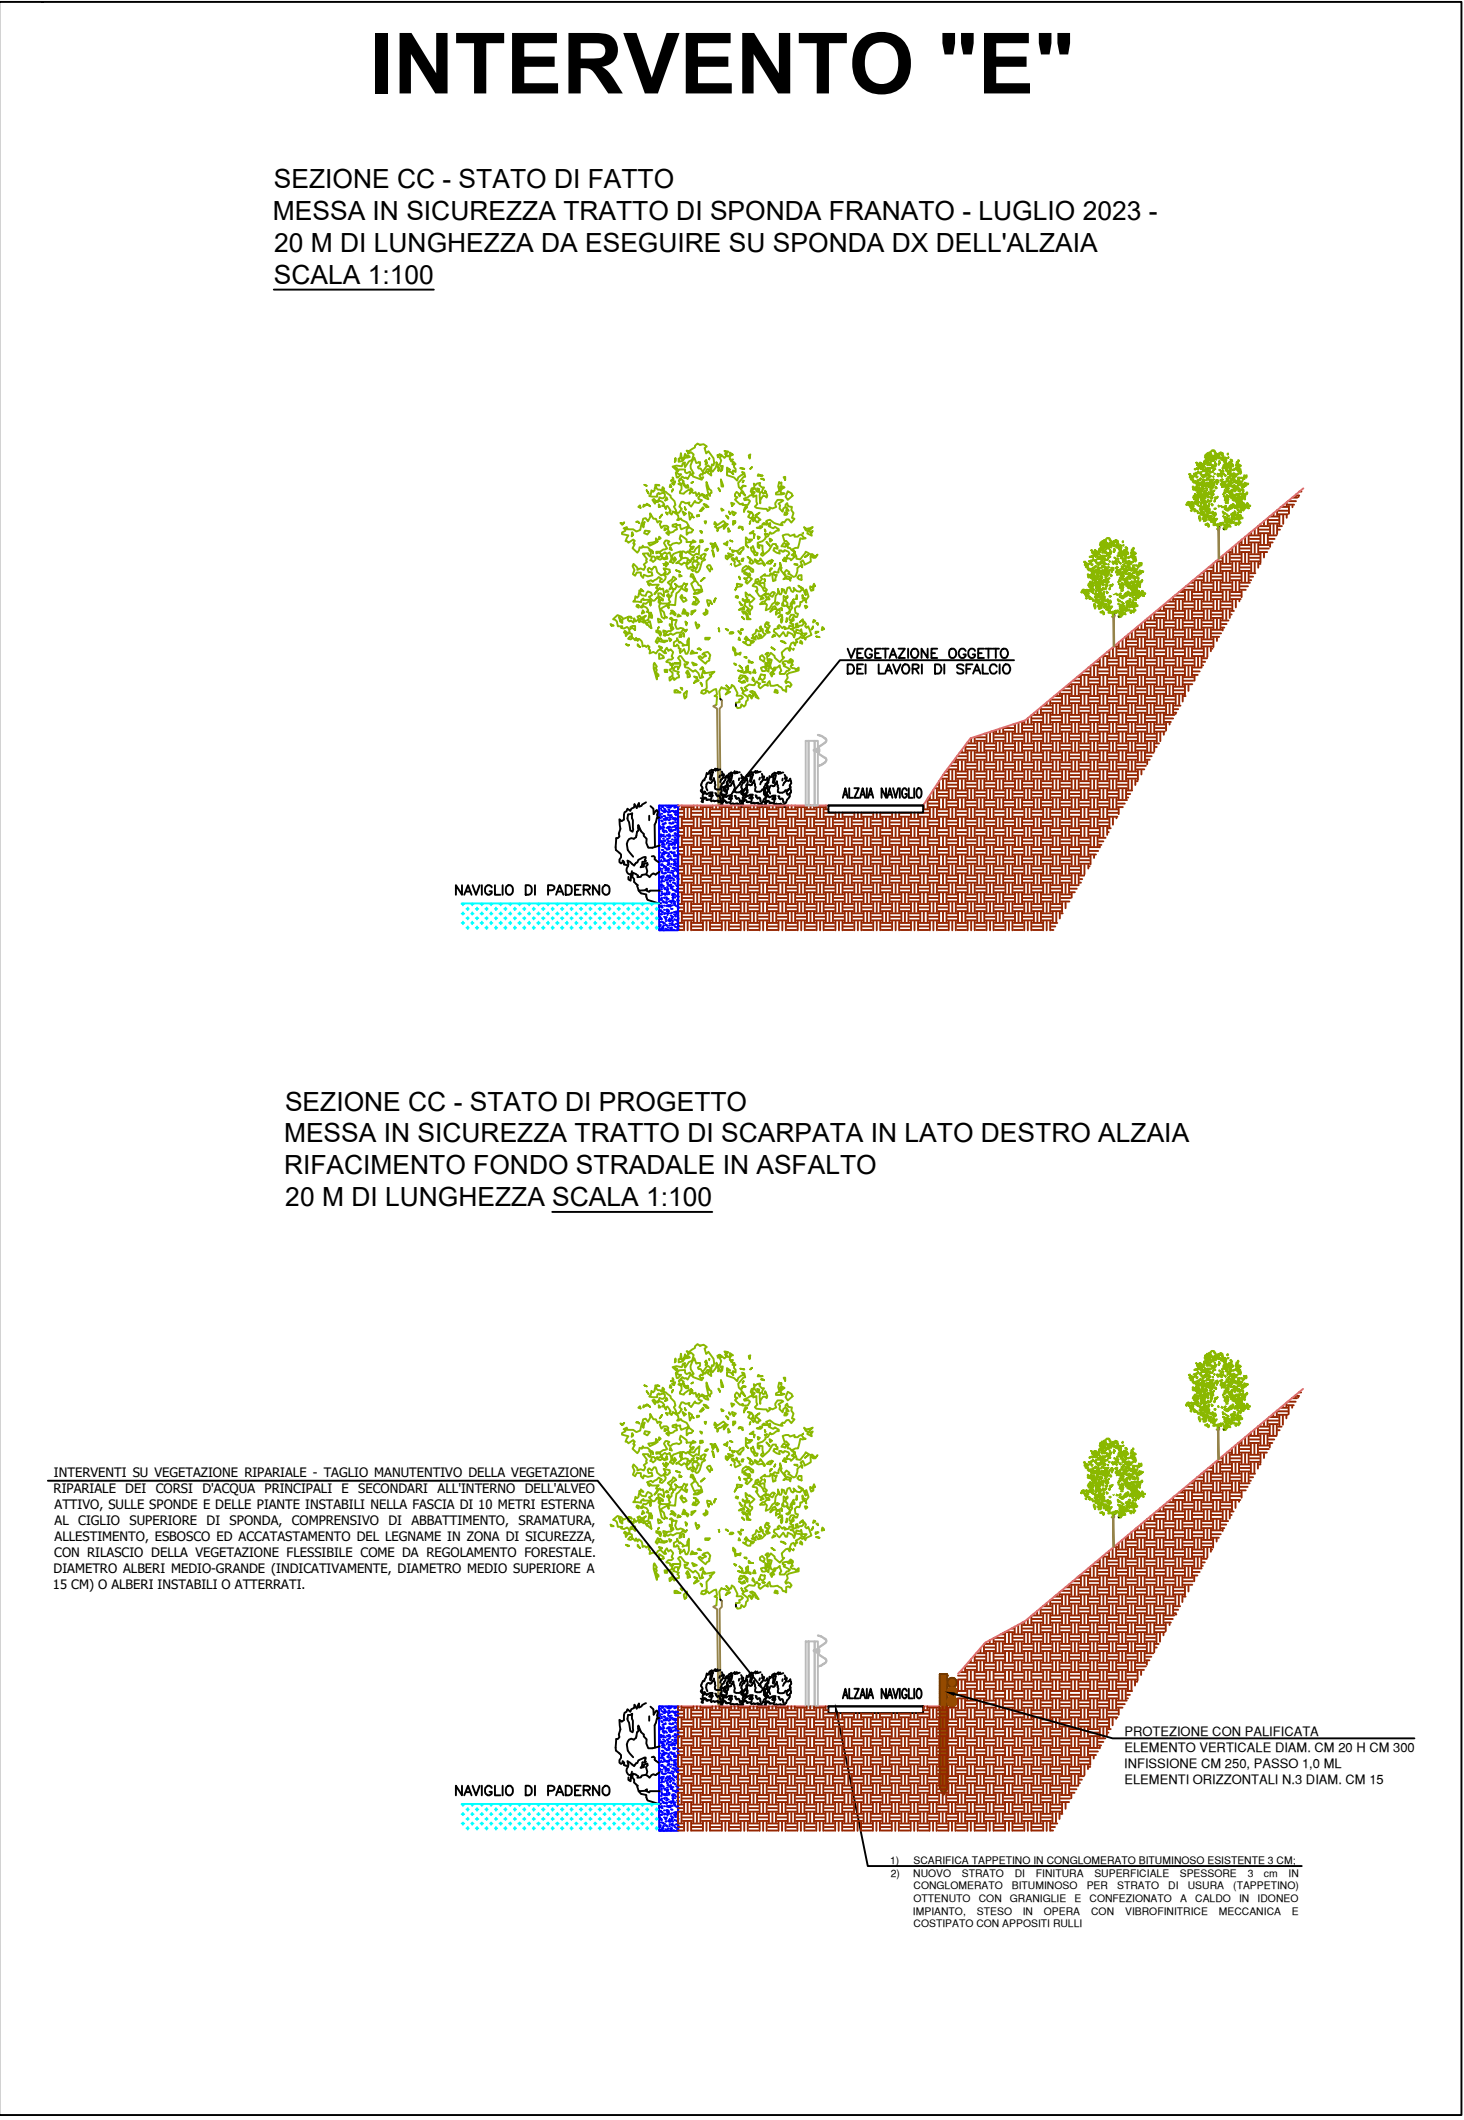 INTERVENTO "E"
SEZIONE CC - STATO DI FATTO
MESSA IN SICUREZZA TRATTO DI SPONDA FRANATO - LUGLIO 2023 -
20 M DI LUNGHEZZA DA ESEGUIRE SU SPONDA DX DELL'ALZAIA
SCALA 1:100
VEGETAZIONE OGGETTO
DEI LAVORI DI SFALCIO
ALZAIA NAVIGLIO
NAVIGLIO DI PADERNO
SEZIONE CC - STATO DI PROGETTO
MESSA IN SICUREZZA TRATTO DI SCARPATA IN LATO DESTRO ALZAIA
RIFACIMENTO FONDO STRADALE IN ASFALTO
20 M DI LUNGHEZZA SCALA 1:100
INTERVENTI SU VEGETAZIONE RIPARIALE - TAGLIO MANUTENTIVO DELLA VEGETAZIONE
RIPARIALE DEI CORSI D'ACQUA PRINCIPALI E SECONDARI ALL'INTERNO DELL'ALVEO
ATTIVO, SULLE SPONDE E DELLE PIANTE INSTABILI NELLA FASCIA DI 10 METRI ESTERNA
AL CIGLIO SUPERIORE DI SPONDA, COMPRENSIVO DI ABBATTIMENTO, SRAMATURA,
ALLESTIMENTO, ESBOSCO ED ACCATASTAMENTO DEL LEGNAME IN ZONA DI SICUREZZA,
CON RILASCIO DELLA VEGETAZIONE FLESSIBILE COME DA REGOLAMENTO FORESTALE.
DIAMETRO ALBERI MEDIO-GRANDE (INDICATIVAMENTE, DIAMETRO MEDIO SUPERIORE A
15 CM) O ALBERI INSTABILI O ATTERRATI.
ALZAIA NAVIGLIO
PROTEZIONE CON PALIFICATA
ELEMENTO VERTICALE DIAM. CM 20 H CM 300
INFISSIONE CM 250, PASSO 1,0 ML
ELEMENTI ORIZZONTALI N.3 DIAM. CM 15
NAVIGLIO DI PADERNO
1) SCARIFICA TAPPETINO IN CONGLOMERATO BITUMINOSO ESISTENTE 3 CM;
2) NUOVO STRATO DI FINITURA SUPERFICIALE SPESSORE 3 cm IN
CONGLOMERATO BITUMINOSO PER STRATO DI USURA (TAPPETINO)
OTTENUTO CON GRANIGLIE E CONFEZIONATO A CALDO IN IDONEO
IMPIANTO, STESO IN OPERA CON VIBROFINITRICE MECCANICA E
COSTIPATO CON APPOSITI RULLI